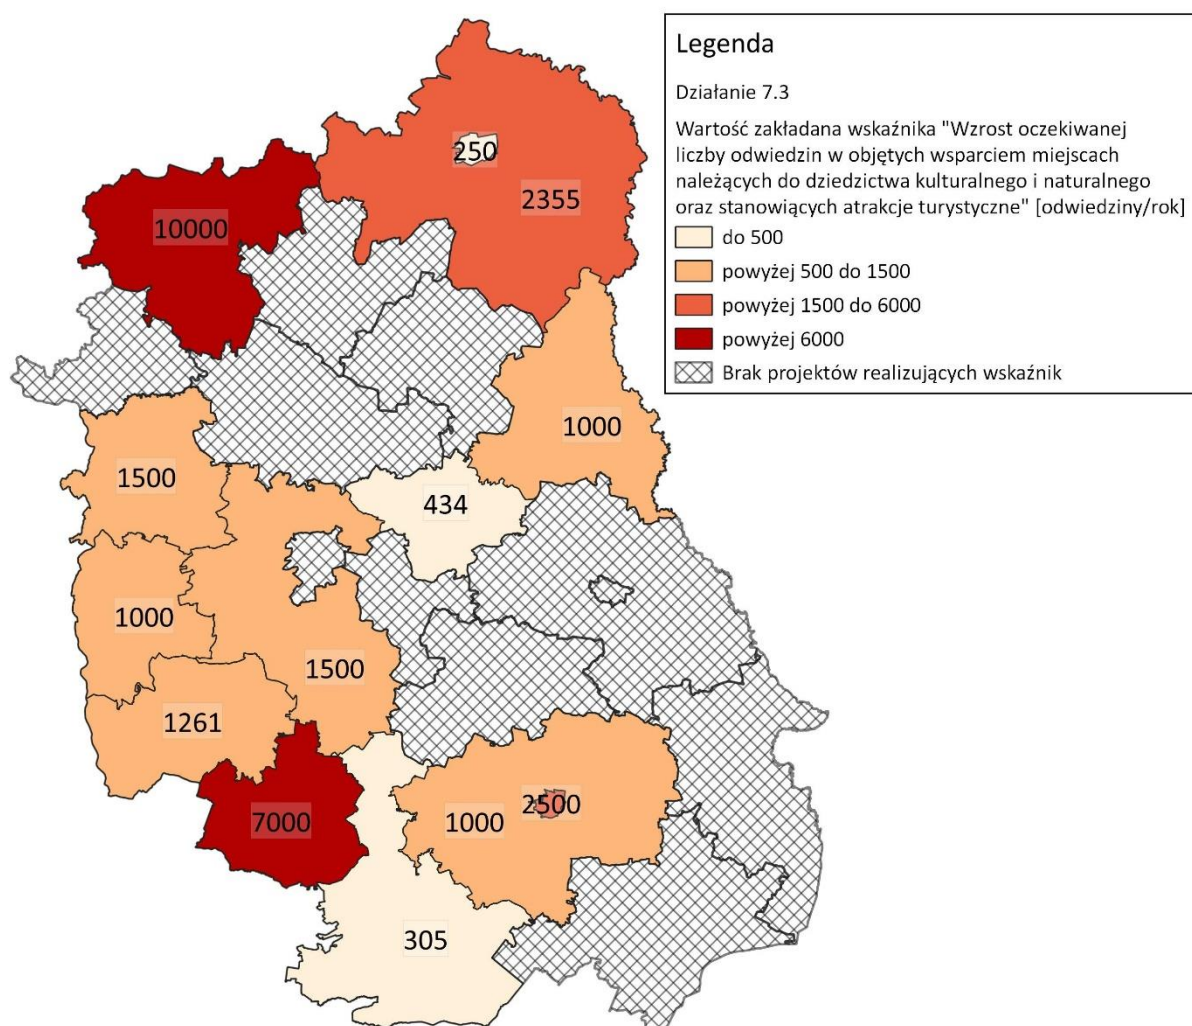 Legenda
Działanie 7.3
Wartość zakładana wskaźnika "Wzrost oczekiwanej
liczby odwiedzin w objętych wsparciem miejscach
należących do dziedzictwa kulturalnego i naturalnego
oraz stanowiących atrakcje turystyczne" [odwiedziny/rok]
do 500
powyżej 500 do 1500
powyżej 1500 do 6000
powyżej 6000
Brak projektów realizujących wskaźnik
250
2355
10000
1000
1500
434
1000
1500
1261
7000
1000
2500
305